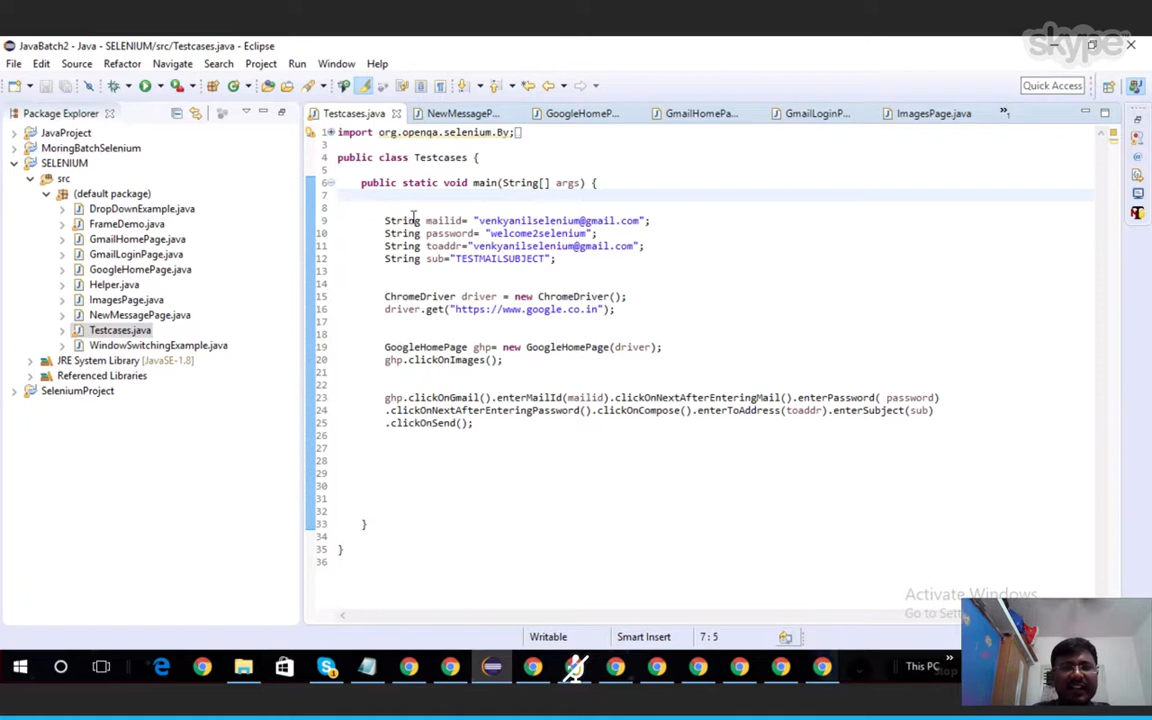 skype
JavaBatch2 - Java - SELENIUM/src/Testcases.java - Eclipse
File Edit Source Refactor Navigate Search Project Run Window Help
Quick Access
Package Explorer
JavaProject
MoringBatchSelenium
SELENIUM
src
(default package)
DropDownExample.java
FrameDemo.java
GmailHomePage.java
GmailLoginPage.java
GoogleHomePage.java
Helper.java
ImagesPage.java
NewMessagePage.java
Testcases.java
WindowSwitchingExample.java
JRE System Library [JavaSE-1.8]
Referenced Libraries
SeleniumProject
Testcases.java NewMessageP... GoogleHomeP... GmailHomePa... GmailLoginP... ImagesPage.java »1
1 import org.openqa.selenium.By;
3
4 public class Testcases {
5
6 public static void main(String[] args) {
7
8
9 String mailid= "venkyanilselenium@gmail.com";
10 String password= "welcome2selenium";
11 String toaddr="venkyanilselenium@gmail.com";
12 String sub="TESTMAILSUBJECT";
13
14
15 ChromeDriver driver = new ChromeDriver();
16 driver.get("https://www.google.co.in");
17
18
19 GoogleHomePage ghp= new GoogleHomePage(driver);
20 ghp.clickOnImages();
21
22
23 ghp.clickOnGmail().enterMailId(mailid).clickOnNextAfterEnteringMail().enterPassword( password)
24 .clickOnNextAfterEnteringPassword().clickOnCompose().enterToAddress(toaddr).enterSubject(sub)
25 .clickOnSend();
26
27
28
29
30
31
32
33 }
34
35 }
36
Activate Windows
Go to Set
Writable Smart Insert 7 : 5
This PC